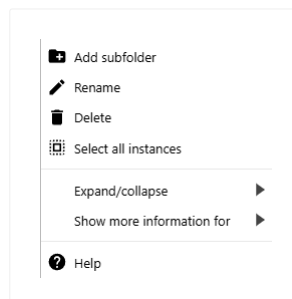 Add subfolder
Rename
Delete
Select all instances
Expand/collapse
Show more information for
Help